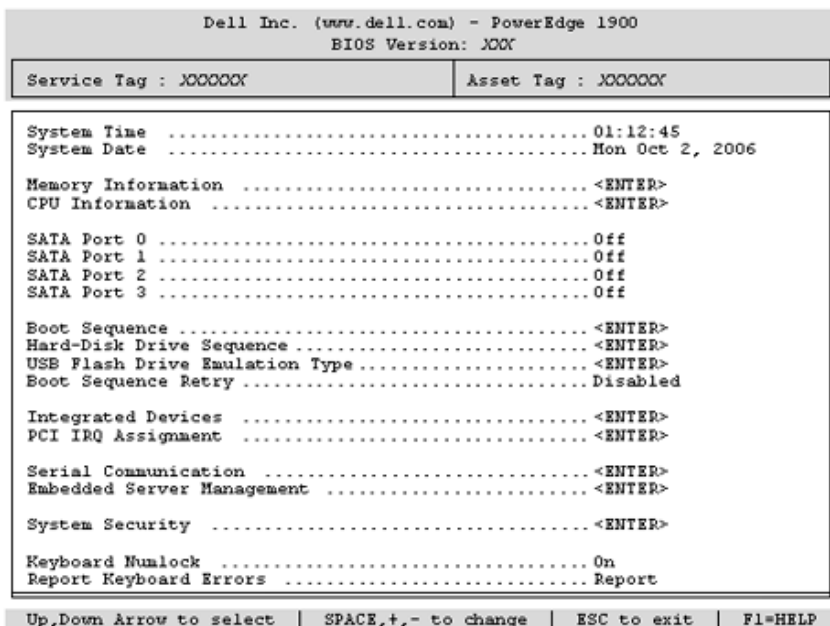 Dell Inc. (www.dell.com) - PowerEdge 1900
BIOS Version: XXX
Service Tag : XXXXXX Asset Tag : XXXXXX
System Time ........................................ 01:12:45
System Date ........................................ Mon Oct 2, 2006
Memory Information ................................. <ENTER>
CPU Information .................................... <ENTER>
SATA Port 0 ......................................... Off
SATA Port 1 ......................................... Off
SATA Port 2 ......................................... Off
SATA Port 3 ......................................... Off
Boot Sequence ....................................... <ENTER>
Hard-Disk Drive Sequence ............................ <ENTER>
USB Flash Drive Emulation Type ...................... <ENTER>
Boot Sequence Retry ................................. Disabled
Integrated Devices ................................. <ENTER>
PCI IRQ Assignment ................................. <ENTER>
Serial Communication ............................... <ENTER>
Embedded Server Management ......................... <ENTER>
System Security .................................... <ENTER>
Keyboard Numlock ................................... On
Report Keyboard Errors ............................. Report
Up,Down Arrow to select | SPACE,+,- to change | ESC to exit | F1=HELP